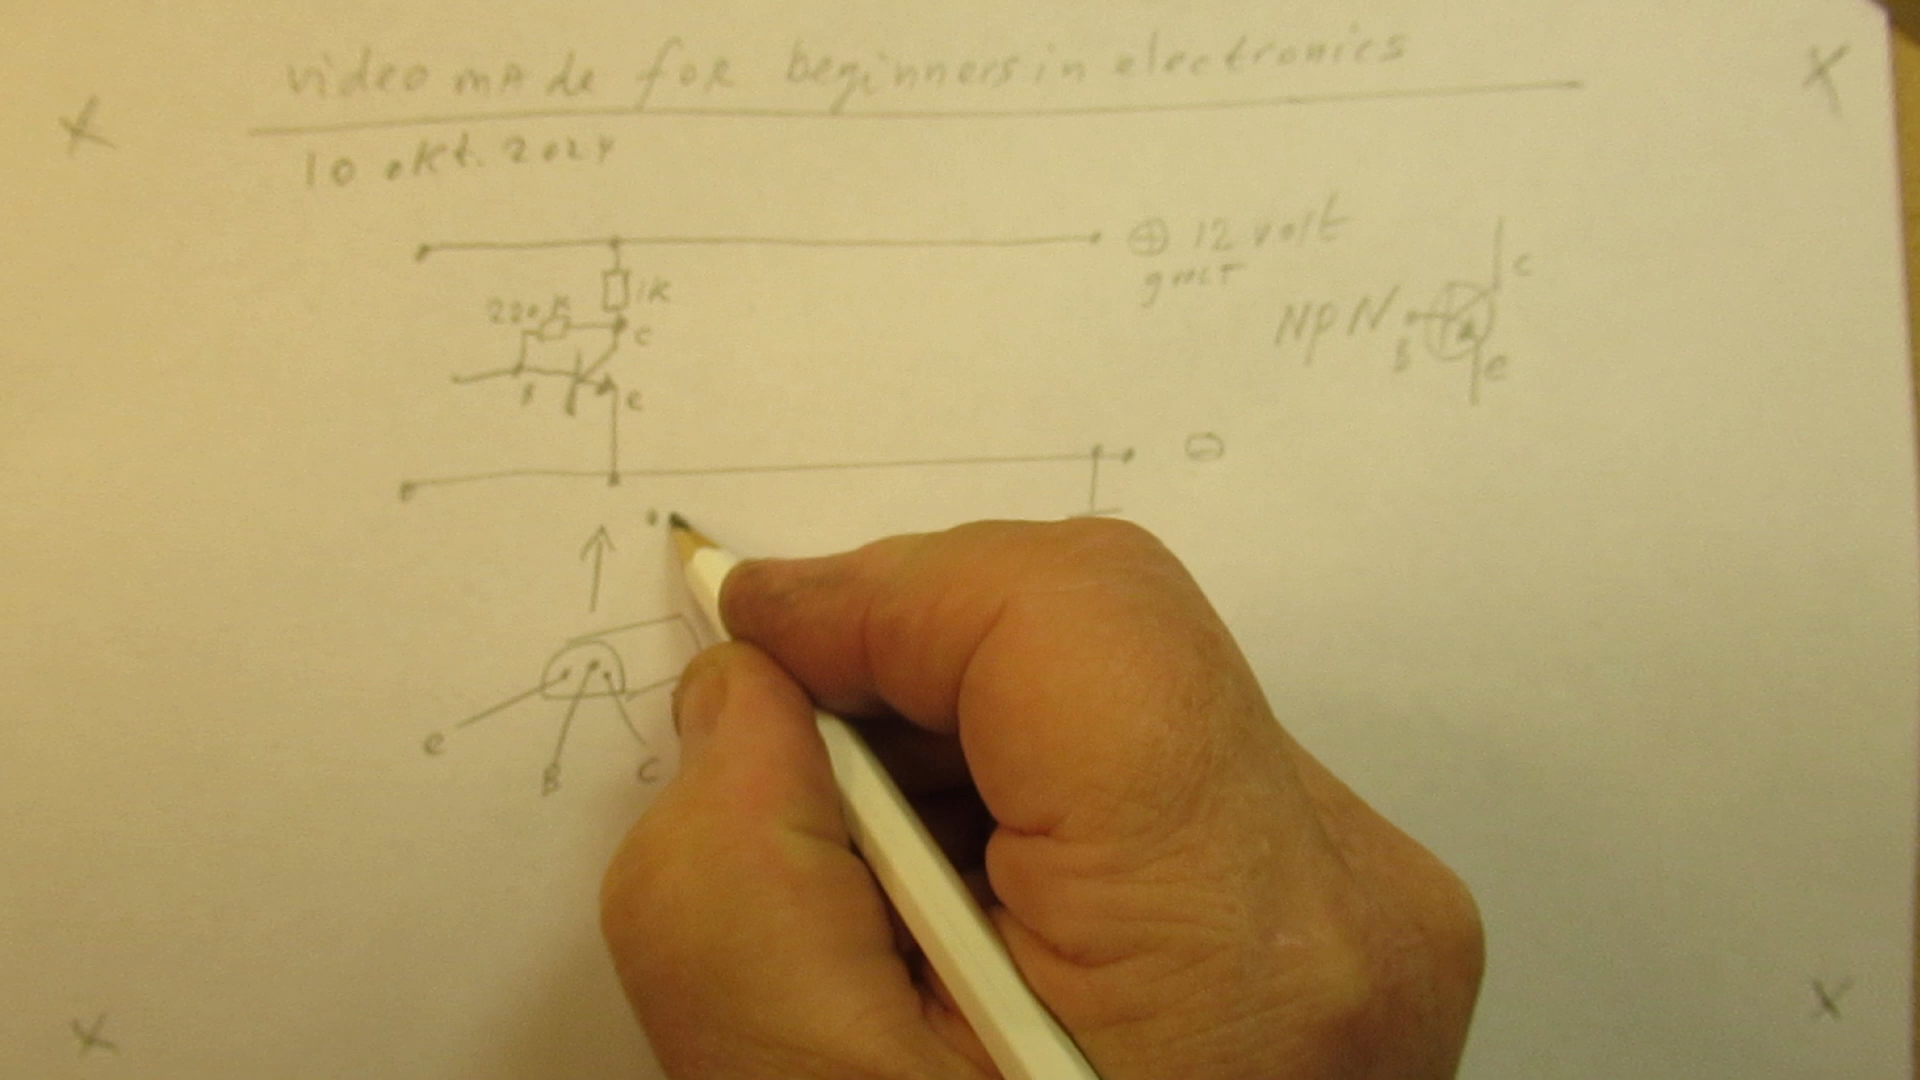 video mAde foR beginners in electronics
10 okt. 2024
⊕ 12 volt
1K
220K
c
B
e
NPN
c
B
e
⊖
e
B
C